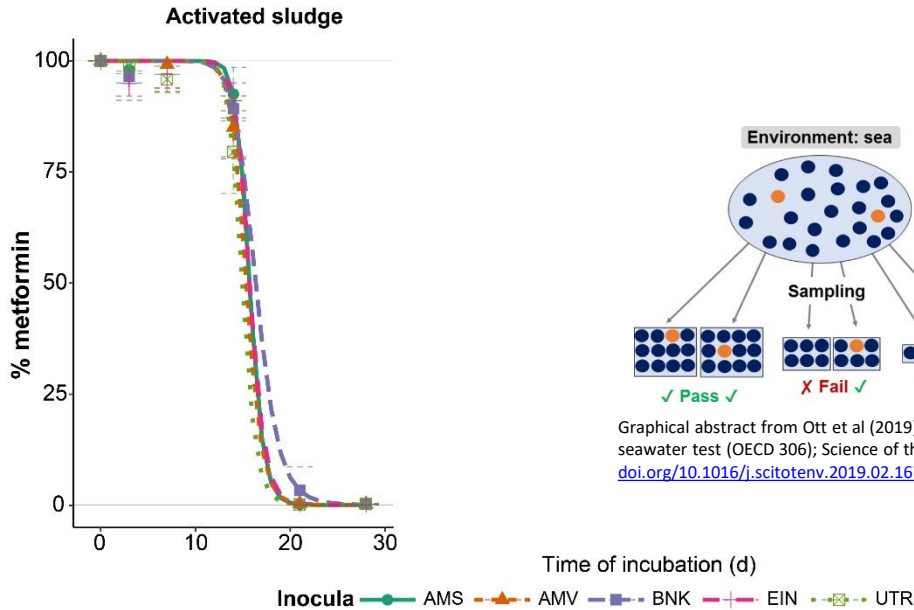 Activated sludge
% metformin
100
75
50
25
0
0 10 20 30
Environment: sea
Sampling
✓ Pass ✓
✗ Fail ✓
Graphical abstract from Ott et al (2019)
seawater test (OECD 306); Science of th
doi.org/10.1016/j.scitotenv.2019.02.16
Time of incubation (d)
Inocula AMS AMV BNK EIN UTR